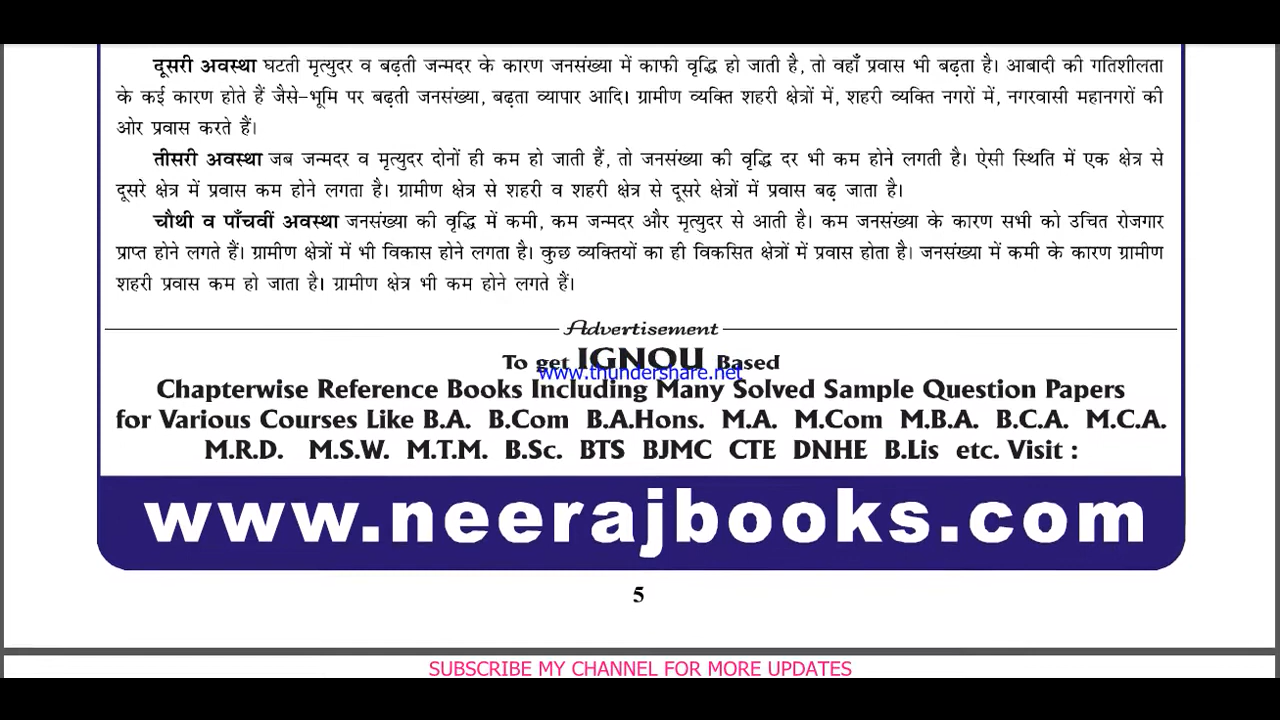 दूसरी अवस्था घटती मृत्युदर व बढ़ती जन्मदर के कारण जनसंख्या में काफी वृद्धि हो जाती है, तो वहाँ प्रवास भी बढ़ता है। आबादी की गतिशीलता
के कई कारण होते हैं जैसे–भूमि पर बढ़ती जनसंख्या, बढ़ता व्यापार आदि। ग्रामीण व्यक्ति शहरी क्षेत्रों में, शहरी व्यक्ति नगरों में, नगरवासी महानगरों की
ओर प्रवास करते हैं।
तीसरी अवस्था जब जन्मदर व मृत्युदर दोनों ही कम हो जाती हैं, तो जनसंख्या की वृद्धि दर भी कम होने लगती है। ऐसी स्थिति में एक क्षेत्र से
दूसरे क्षेत्र में प्रवास कम होने लगता है। ग्रामीण क्षेत्र से शहरी व शहरी क्षेत्र से दूसरे क्षेत्रों में प्रवास बढ़ जाता है।
चौथी व पाँचवीं अवस्था जनसंख्या की वृद्धि में कमी, कम जन्मदर और मृत्युदर से आती है। कम जनसंख्या के कारण सभी को उचित रोजगार
प्राप्त होने लगते हैं। ग्रामीण क्षेत्रों में भी विकास होने लगता है। कुछ व्यक्तियों का ही विकसित क्षेत्रों में प्रवास होता है। जनसंख्या में कमी के कारण ग्रामीण
शहरी प्रवास कम हो जाता है। ग्रामीण क्षेत्र भी कम होने लगते हैं।
Advertisement
To get IGNOU Based
www.thundershare.net
Chapterwise Reference Books Including Many Solved Sample Question Papers
for Various Courses Like B.A. B.Com B.A.Hons. M.A. M.Com M.B.A. B.C.A. M.C.A.
M.R.D. M.S.W. M.T.M. B.Sc. BTS BJMC CTE DNHE B.Lis etc. Visit :
www.neerajbooks.com
5
SUBSCRIBE MY CHANNEL FOR MORE UPDATES